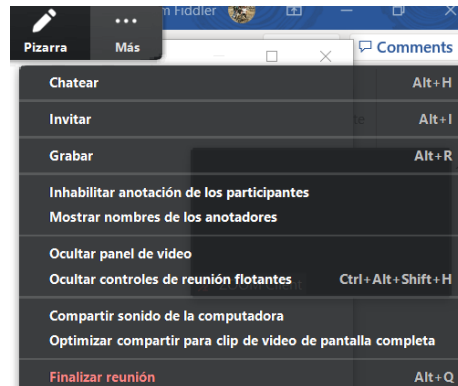 m Fiddler
Pizarra
Más
Comments
Chatear Alt+H
Invitar Alt+I
Grabar Alt+R
Inhabilitar anotación de los participantes
Mostrar nombres de los anotadores
Ocultar panel de video
Ocultar controles de reunión flotantes Ctrl+Alt+Shift+H
Compartir sonido de la computadora
Optimizar compartir para clip de video de pantalla completa
Finalizar reunión Alt+Q